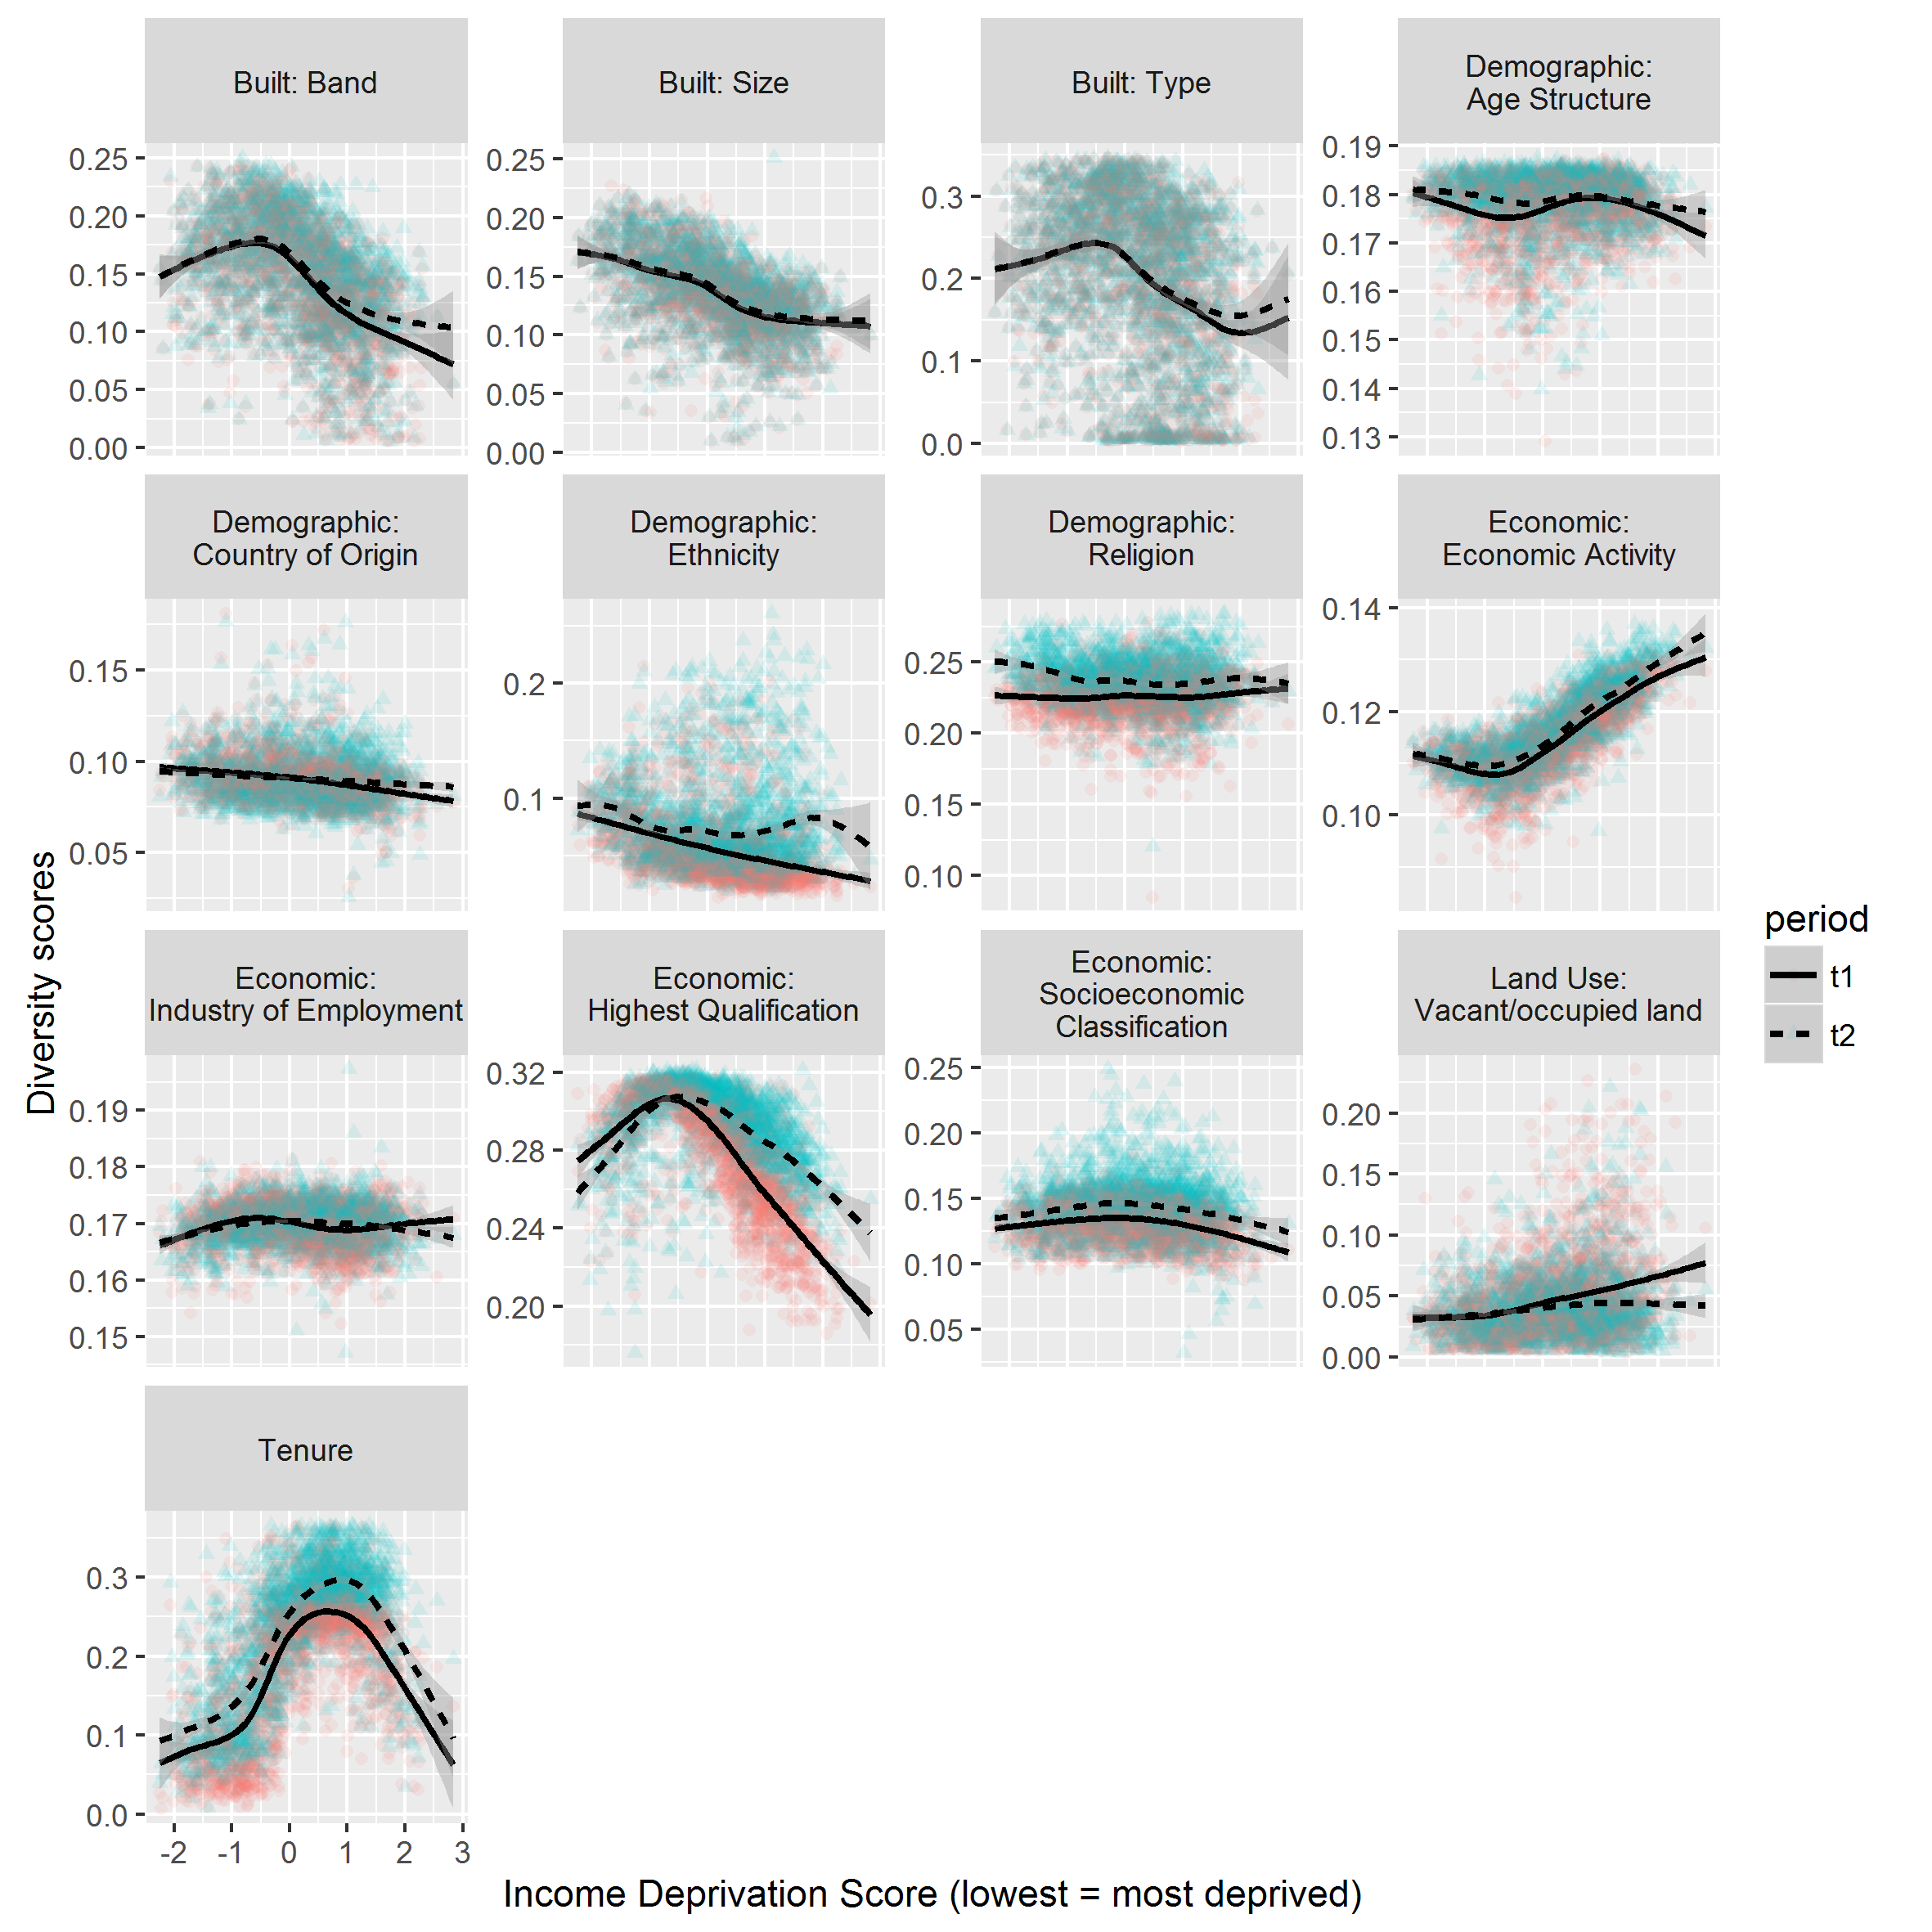 Built: Band
Built: Size
Built: Type
Demographic:
Age Structure
0.25
0.20
0.15
0.10
0.05
0.00
0.25
0.20
0.15
0.10
0.05
0.00
0.3
0.2
0.1
0.0
0.19
0.18
0.17
0.16
0.15
0.14
0.13
Demographic:
Country of Origin
Demographic:
Ethnicity
Demographic:
Religion
Economic:
Economic Activity
0.15
0.10
0.05
0.2
0.1
0.25
0.20
0.15
0.10
0.14
0.12
0.10
Economic:
Industry of Employment
Economic:
Highest Qualification
Economic:
Socioeconomic
Classification
Land Use:
Vacant/occupied land
0.19
0.18
0.17
0.16
0.15
0.32
0.28
0.24
0.20
0.25
0.20
0.15
0.10
0.05
0.20
0.15
0.10
0.05
0.00
Tenure
0.3
0.2
0.1
0.0
-2 -1 0 1 2 3
Income Deprivation Score (lowest = most deprived)
Diversity scores
period
t1
t2